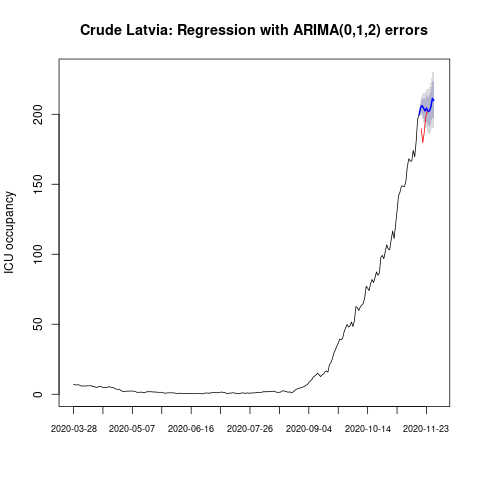 Crude Latvia: Regression with ARIMA(0,1,2) errors
ICU occupancy
200
150
100
50
0
2020-03-28 2020-05-07 2020-06-16 2020-07-26 2020-09-04 2020-10-14 2020-11-23